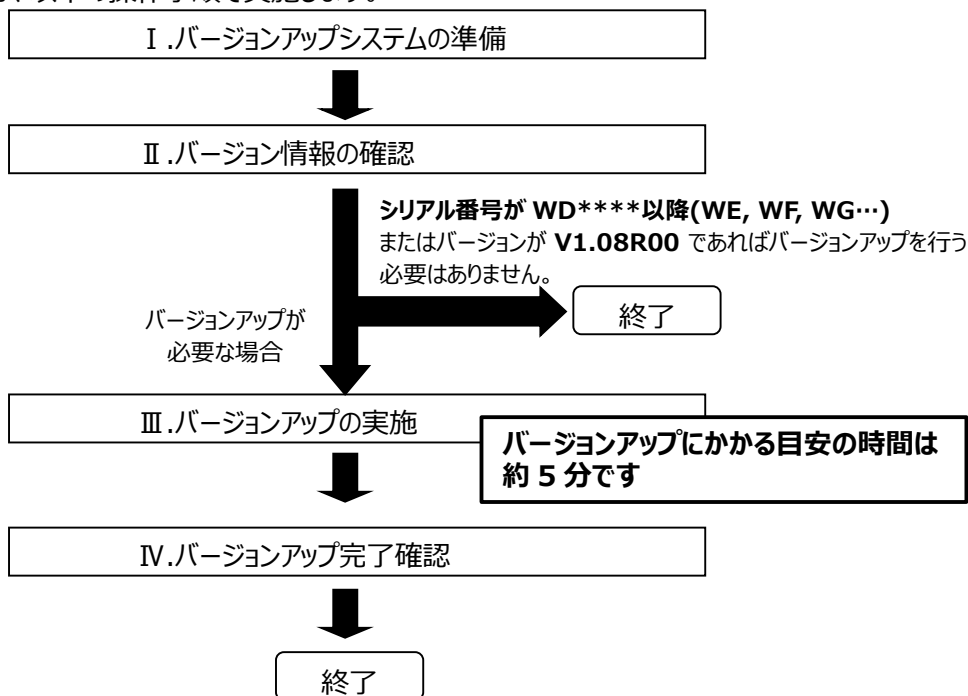 Ⅰ.バージョンアップシステムの準備
Ⅱ.バージョン情報の確認
シリアル番号が WD****以降(WE, WF, WG…)
またはバージョンが V1.08R00 であればバージョンアップを行う
必要はありません。
終了
バージョンアップが
必要な場合
Ⅲ.バージョンアップの実施
バージョンアップにかかる目安の時間は
約 5 分です
Ⅳ.バージョンアップ完了確認
終了